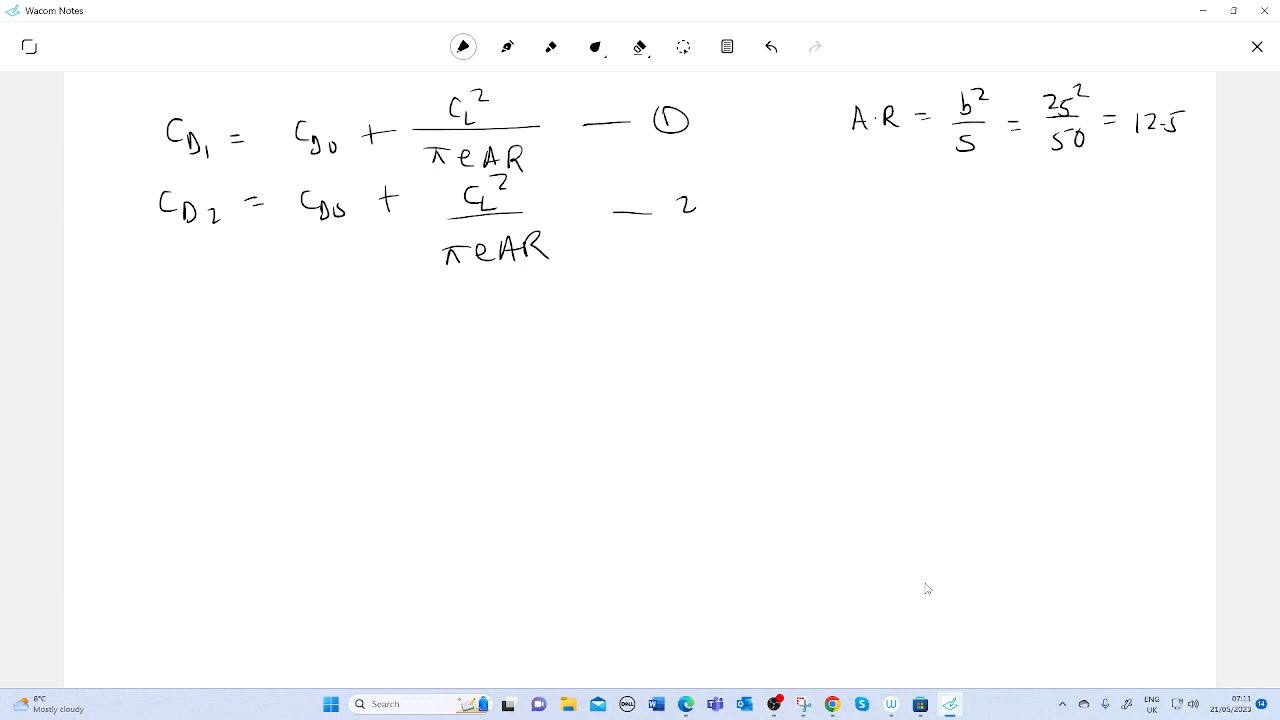 Wacom Notes
C_D1 = C_D0 + C_L^2 / πeAR — ①
A.R = b^2 / S = 25^2 / 50 = 12.5
C_D2 = C_D0 + C_L^2 / πeAR — 2
8°C
Mostly cloudy
Search
ENG
UK
07:11
21/05/2023
14